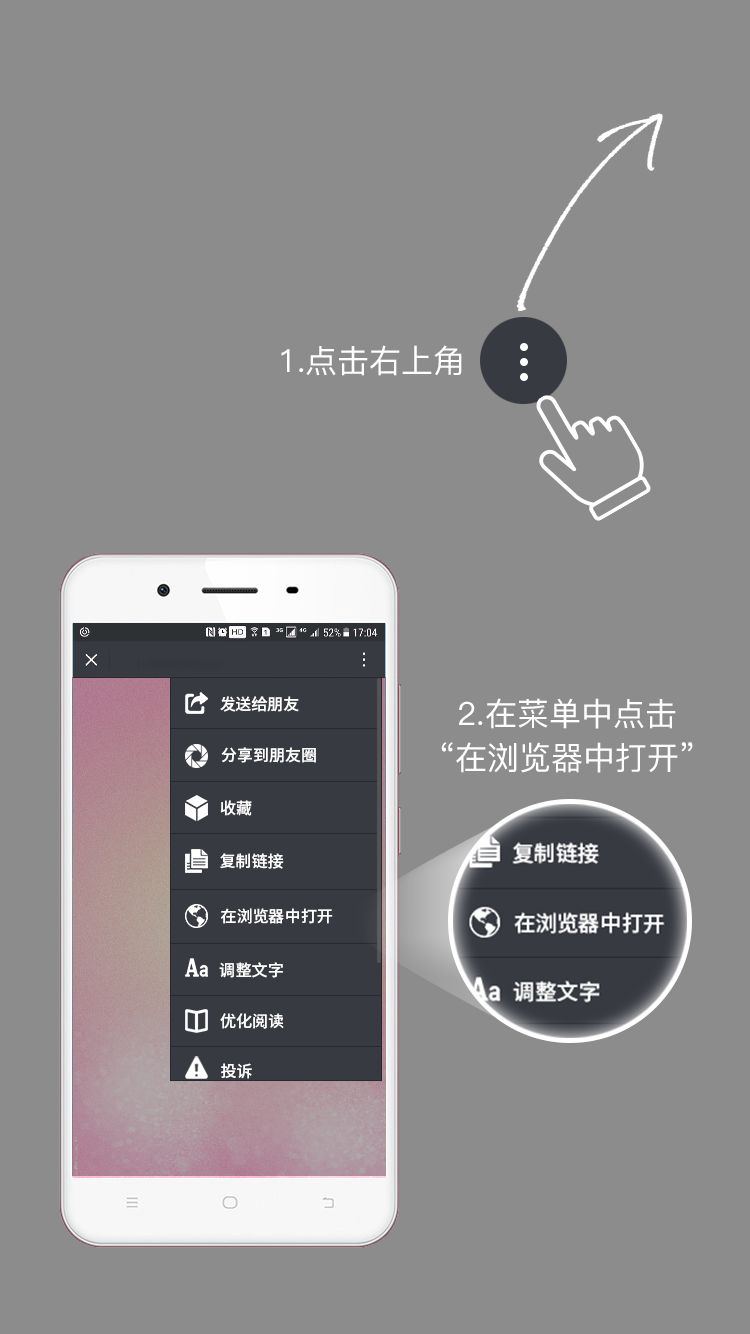 1.点击右上角
HD 3G 4G 52% 17:04
发送给朋友
分享到朋友圈
收藏
复制链接
在浏览器中打开
Aa 调整文字
优化阅读
投诉
2.在菜单中点击
“在浏览器中打开”
复制链接
在浏览器中打开
Aa 调整文字